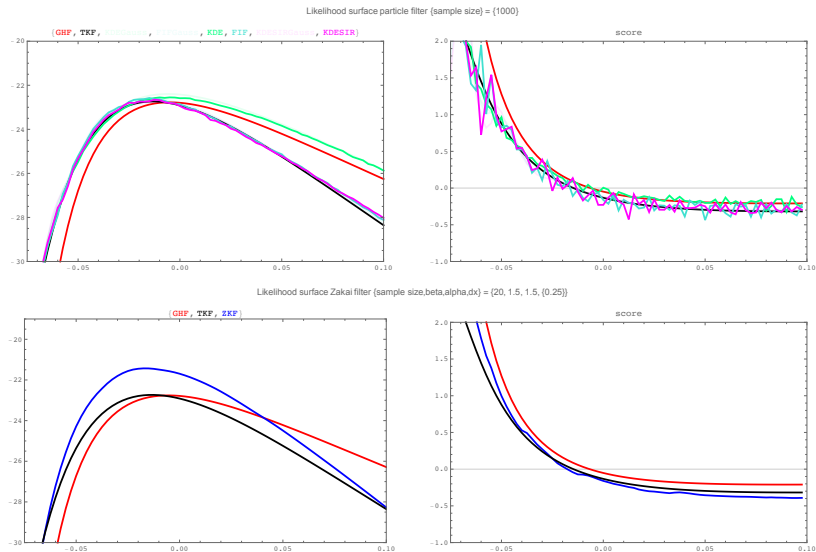 Likelihood surface particle filter {sample size} = {1000}
{GHF, TKF, KDE, FIF, KDESIR}
score
-20
-22
-24
-26
-28
-30
-0.05 0.00 0.05 0.10
2.0
1.5
1.0
0.5
0.0
-0.5
-1.0
-0.05 0.00 0.05 0.10
Likelihood surface Zakai filter {sample size,beta,alpha,dx} = {20, 1.5, 1.5, {0.25}}
{GHF, TKF, ZKF}
score
-20
-22
-24
-26
-28
-30
-0.05 0.00 0.05 0.10
2.0
1.5
1.0
0.5
0.0
-0.5
-1.0
-0.05 0.00 0.05 0.10